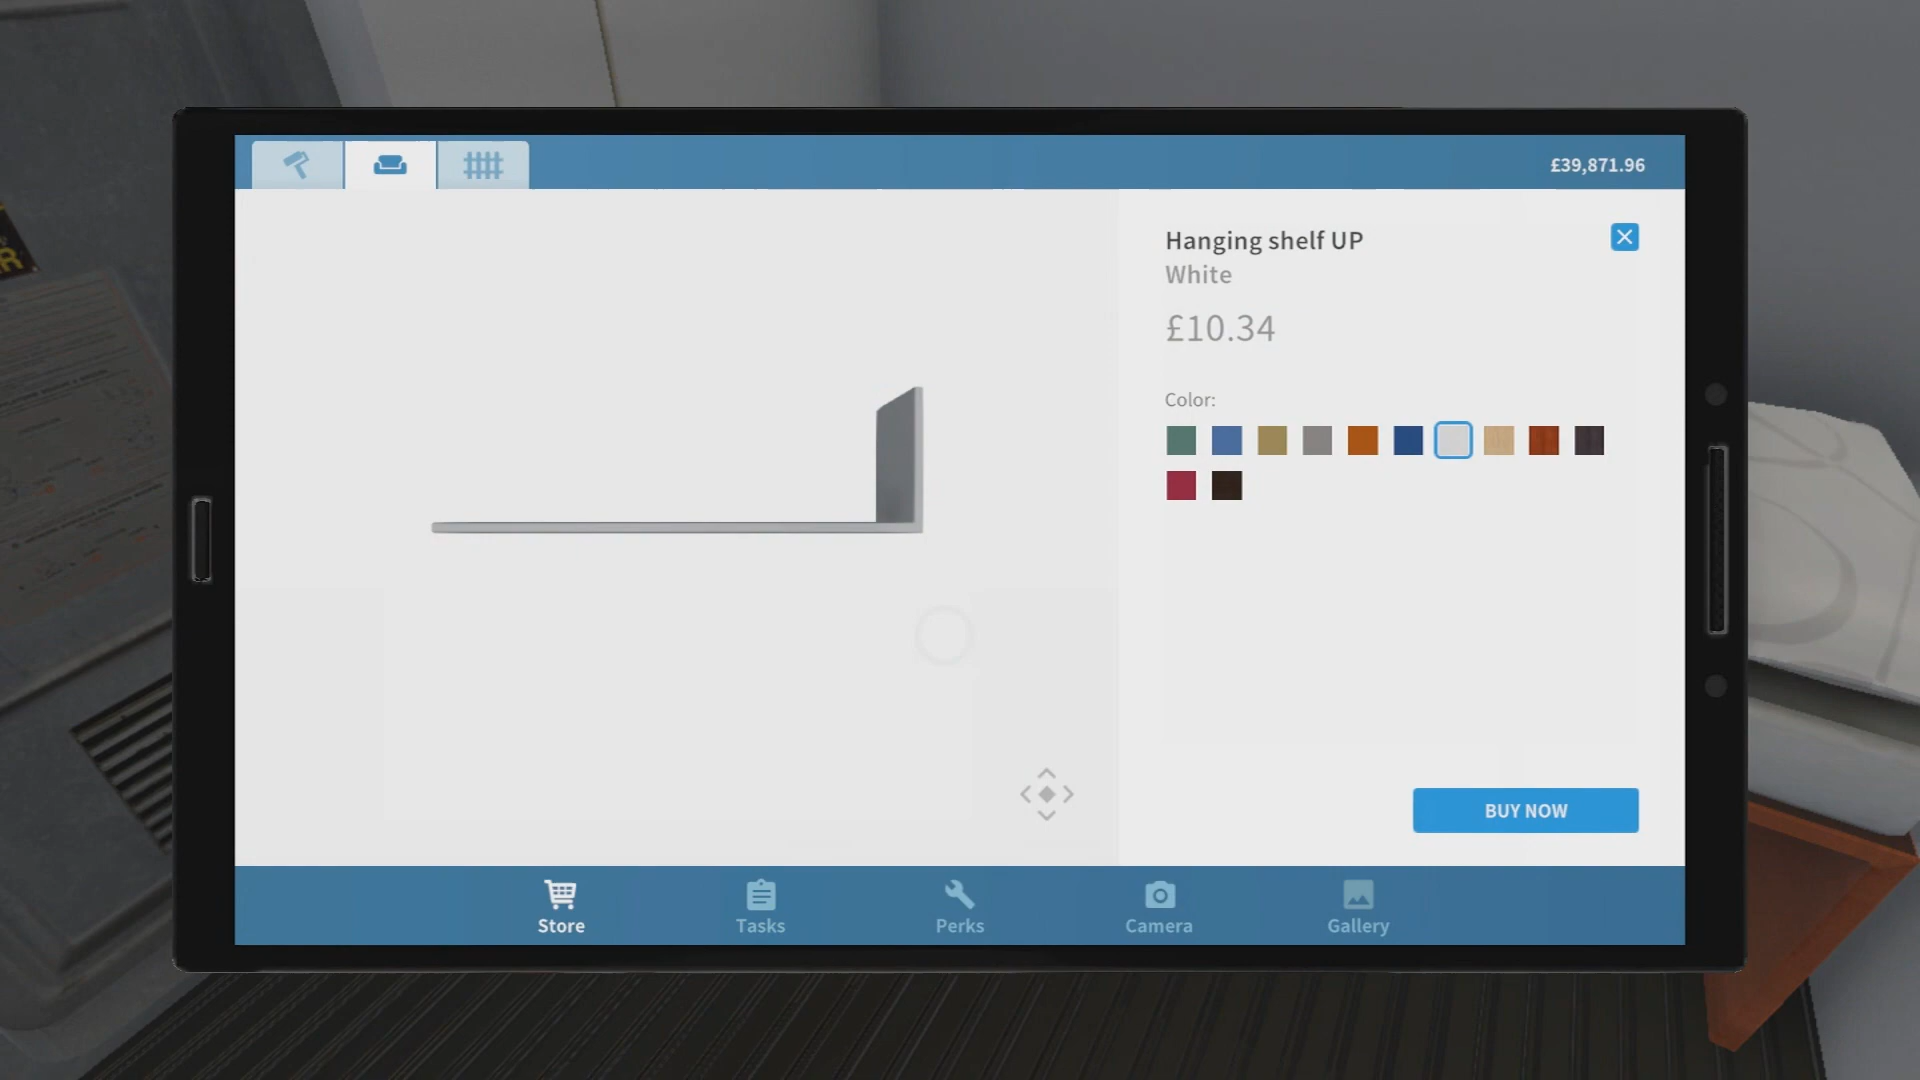 £39,871.96
Hanging shelf UP
White
£10.34
Color:
BUY NOW
Store
Tasks
Perks
Camera
Gallery